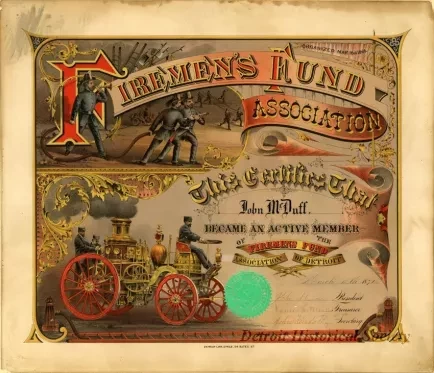 FIREMEN'S FUND
ASSOCIATION
This Certifies That
John McDuff.
BECAME AN ACTIVE MEMBER
OF THE
FIREMEN'S FUND
ASSOCIATION OF DETROIT
President
Treasurer
Secretary
Detroit Historical Society